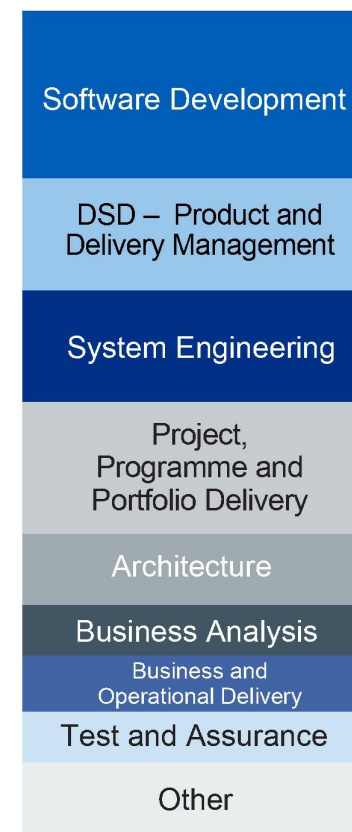 Software Development
DSD – Product and
Delivery Management
System Engineering
Project,
Programme and
Portfolio Delivery
Architecture
Business Analysis
Business and
Operational Delivery
Test and Assurance
Other